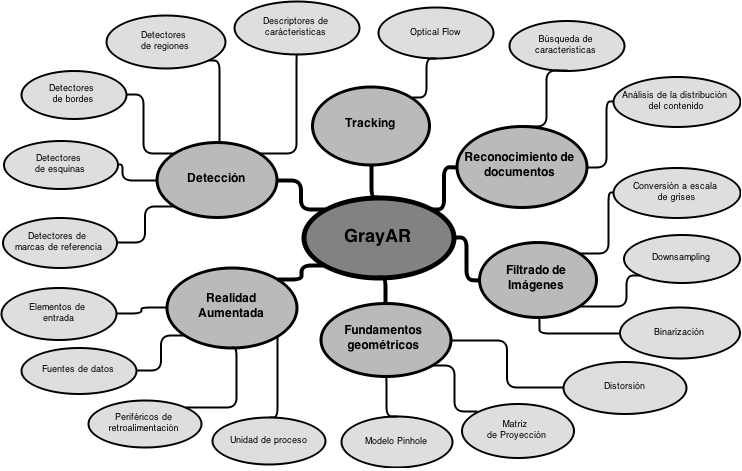 Descriptores de
carácteristicas
Detectores
de regiones
Optical Flow
Búsqueda de
caracteristicas
Detectores
de bordes
Análisis de la distribución
del contenido
Tracking
Reconocimiento de
documentos
Detectores
de esquinas
Detección
Conversión a escala
de grises
Detectores de
marcas de referencia
GrayAR
Downsampling
Filtrado de
Imágenes
Realidad
Aumentada
Elementos de
entrada
Fundamentos
geométricos
Binarización
Fuentes de datos
Distorsión
Periféricos de
retroalimentación
Unidad de proceso
Modelo Pinhole
Matriz
de Proyección